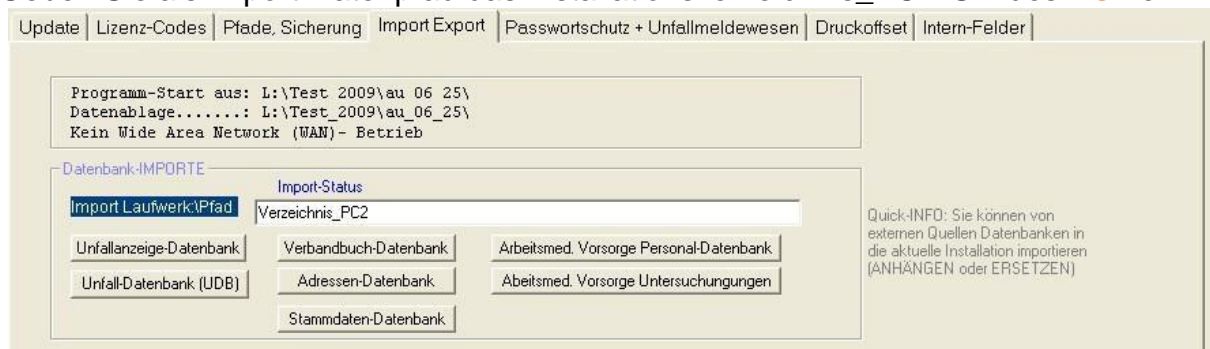 Update Lizenz-Codes Pfade, Sicherung Import Export Passwortschutz + Unfallmeldewesen Druckoffset Intern-Felder
Programm-Start aus: L:\Test 2009\au 06 25\
Datenablage.......: L:\Test_2009\au_06_25\
Kein Wide Area Network (WAN)- Betrieb
Datenbank-IMPORTE
Import-Status
Import Laufwerk:\Pfad Verzeichnis_PC2
Unfallanzeige-Datenbank Verbandbuch-Datenbank Arbeitsmed. Vorsorge Personal-Datenbank
Unfall-Datenbank (UDB) Adressen-Datenbank Abeitsmed. Vorsorge Untersuchungungen
Stammdaten-Datenbank
Quick-INFO: Sie können von
externen Quellen Datenbanken in
die aktuelle Installation importieren
(ANHÄNGEN oder ERSETZEN)